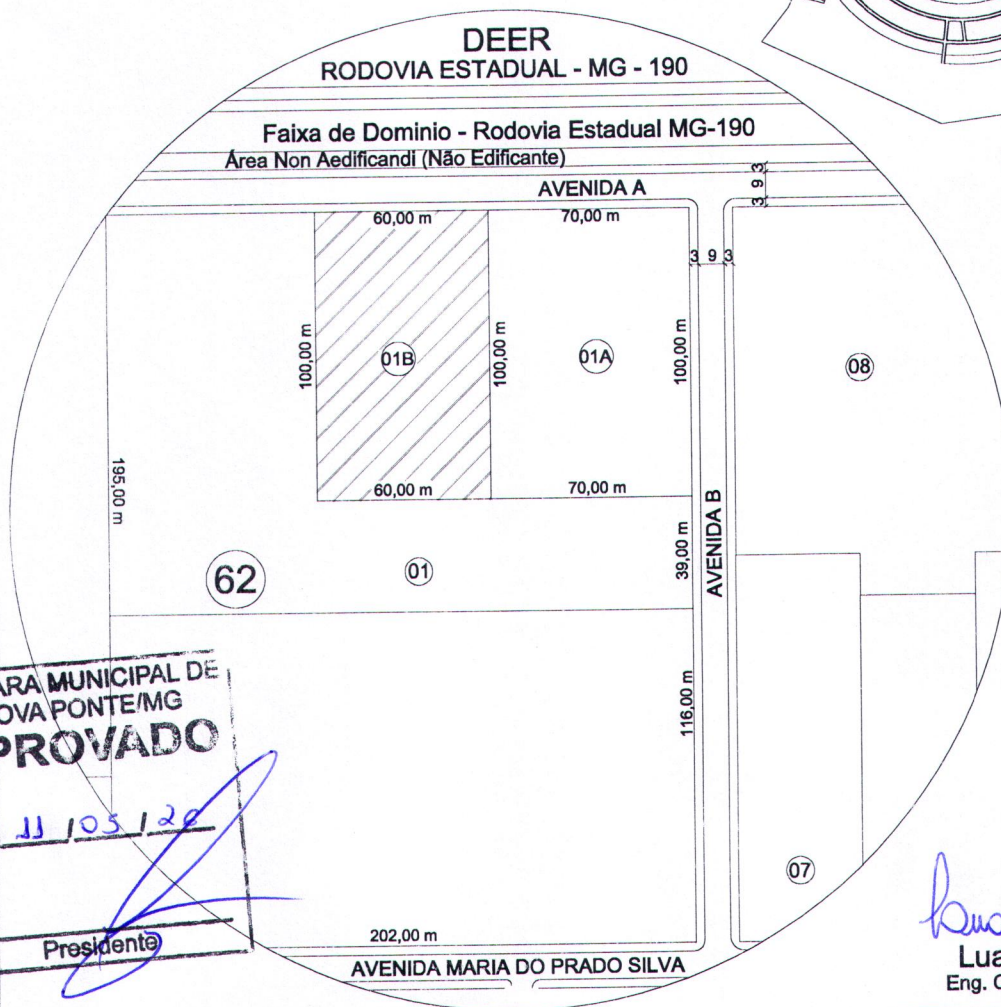 DEER
RODOVIA ESTADUAL - MG - 190
Faixa de Dominio - Rodovia Estadual MG-190
Área Non Aedificandi (Não Edificante)
AVENIDA A
3 9 3
60,00 m
70,00 m
3 9 3
100,00 m
01B
100,00 m
01A
100,00 m
08
195,00 m
60,00 m
70,00 m
39,00 m
AVENIDA B
62
01
116,00 m
ARA MUNICIPAL DE
OVA PONTE/MG
PROVADO
11 / 05 / 26
07
Presidente
202,00 m
AVENIDA MARIA DO PRADO SILVA
Lua
Eng. C